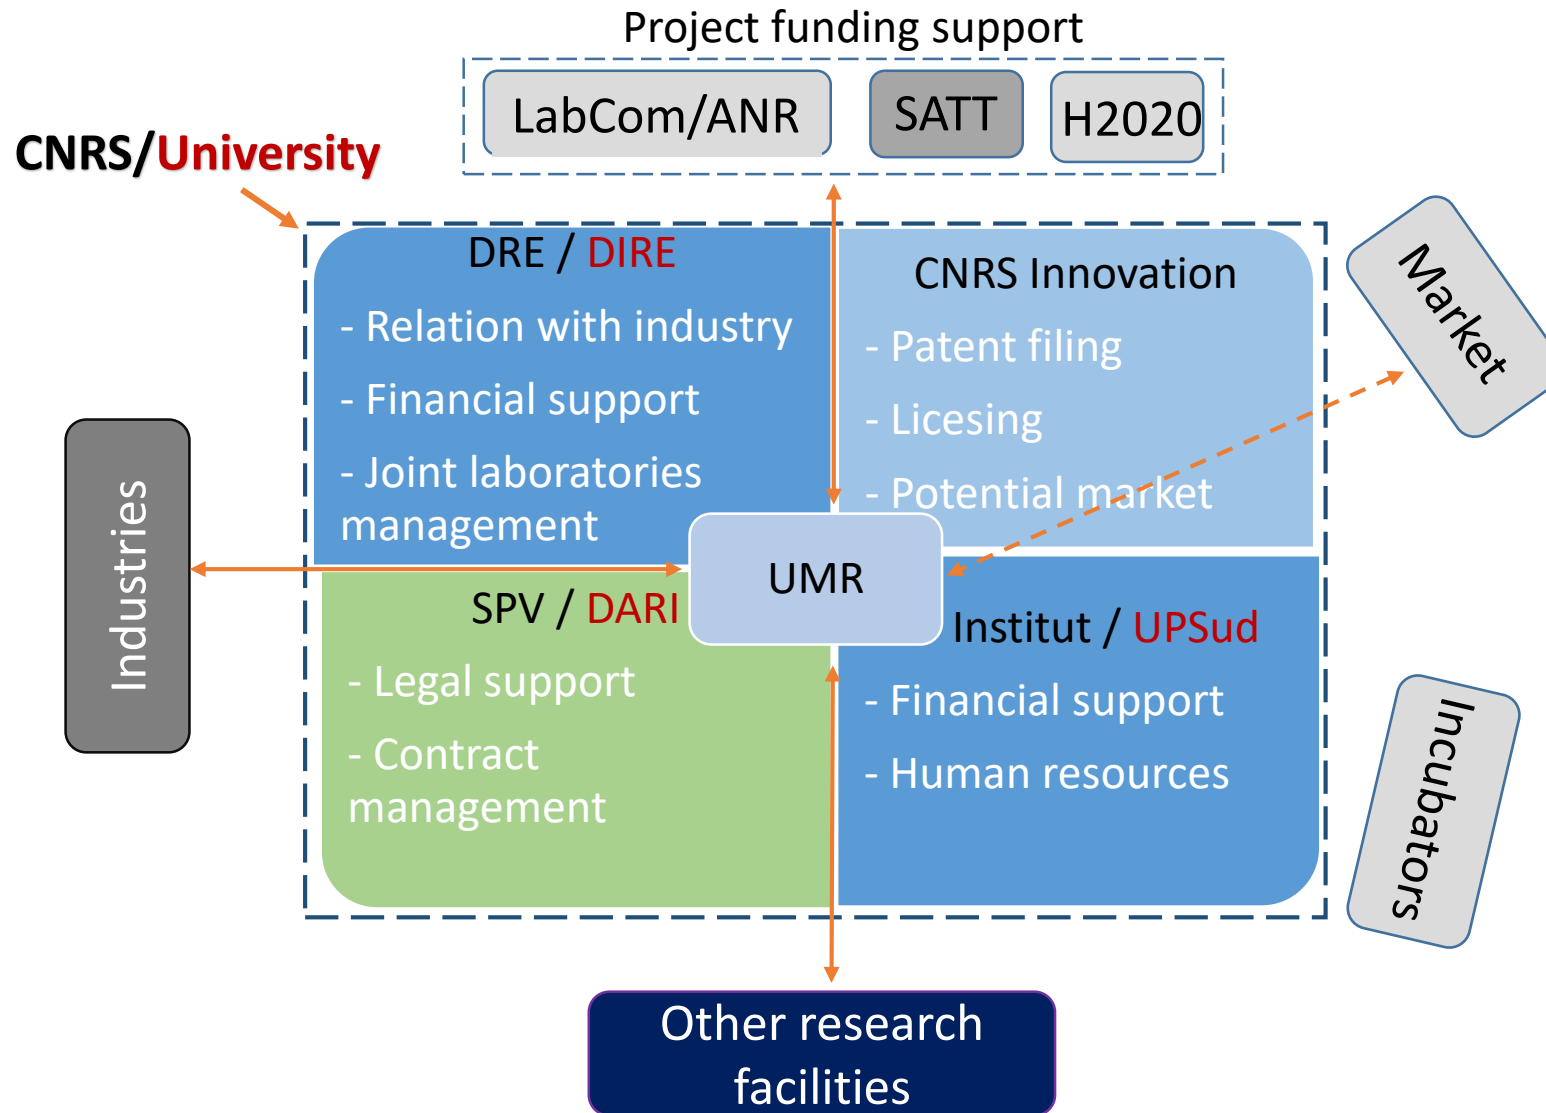 Project funding support
LabCom/ANR
SATT
H2020
CNRS/University
DRE / DIRE
- Relation with industry
- Financial support
- Joint laboratories
management
CNRS Innovation
- Patent filing
- Licesing
- Potential market
Market
Industries
UMR
SPV / DARI
- Legal support
- Contract
management
Institut / UPSud
- Financial support
- Human resources
Incubators
Other research
facilities